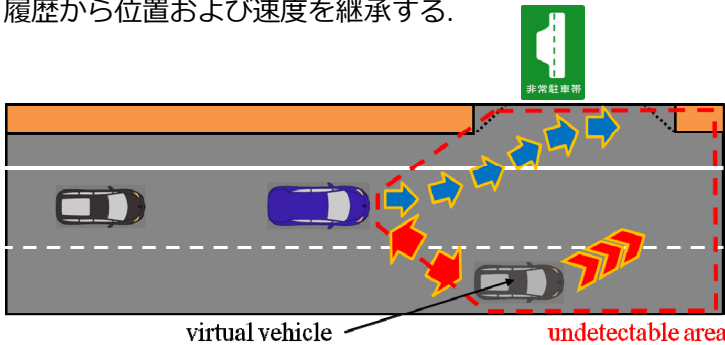 履歴から位置および速度を継承する.
非常駐車帯
virtual vehicle
undetectable area